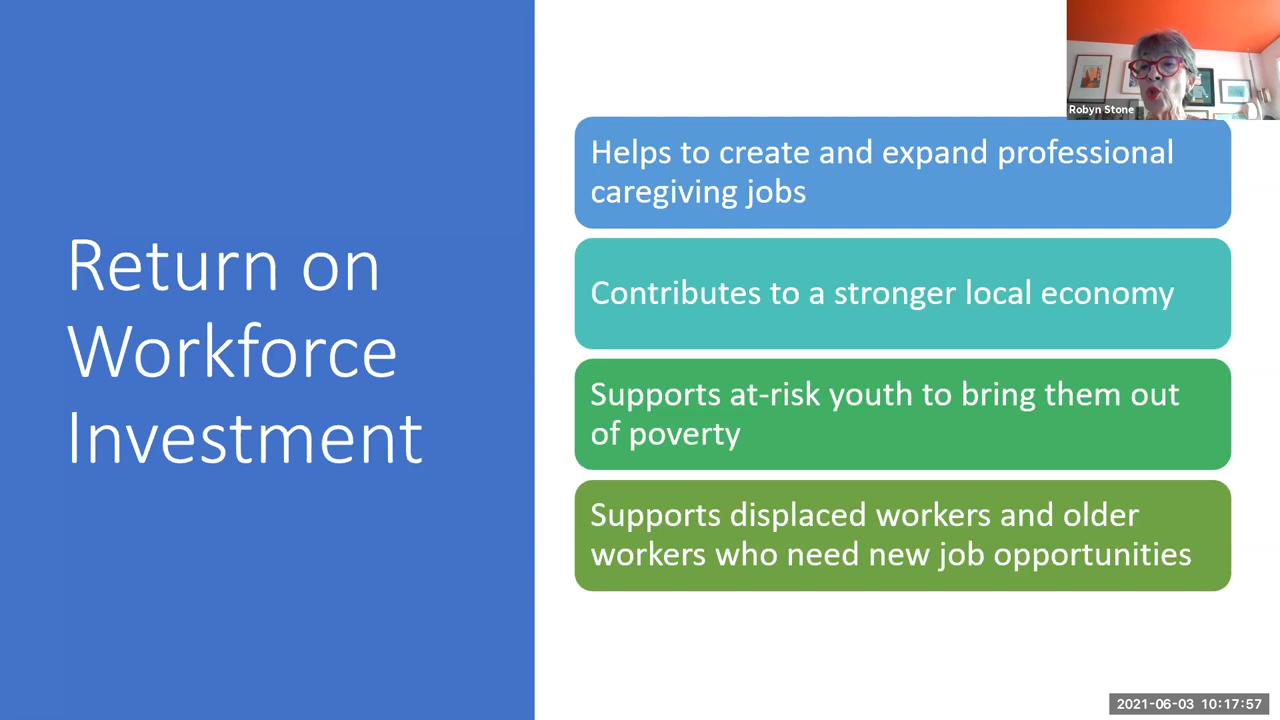 Robyn Stone
Return on
Workforce
Investment
Helps to create and expand professional
caregiving jobs
Contributes to a stronger local economy
Supports at-risk youth to bring them out
of poverty
Supports displaced workers and older
workers who need new job opportunities
2021-06-03 10:17:57